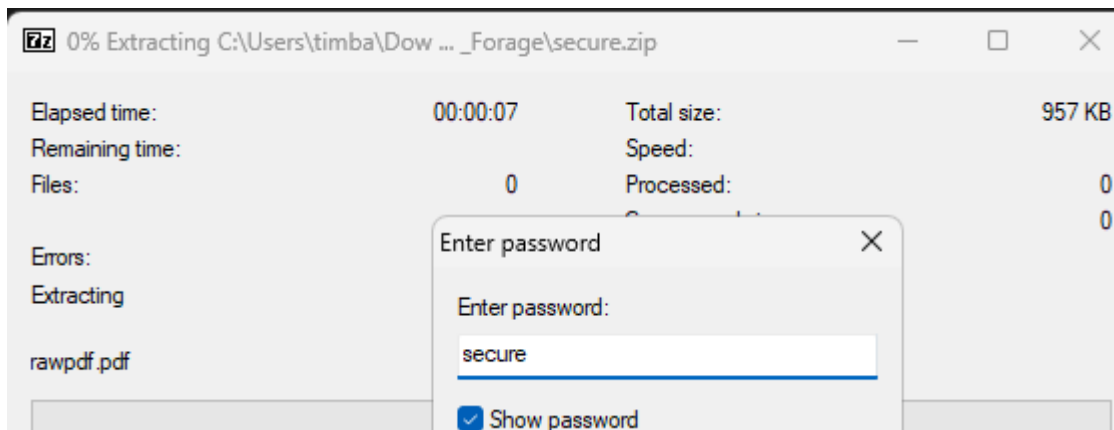 7z 0% Extracting C:\Users\timba\Dow ... _Forage\secure.zip
Elapsed time: 00:00:07 Total size: 957 KB
Remaining time: Speed:
Files: 0 Processed: 0
0
Errors:
Extracting
rawpdf.pdf
Enter password
Enter password:
secure
Show password